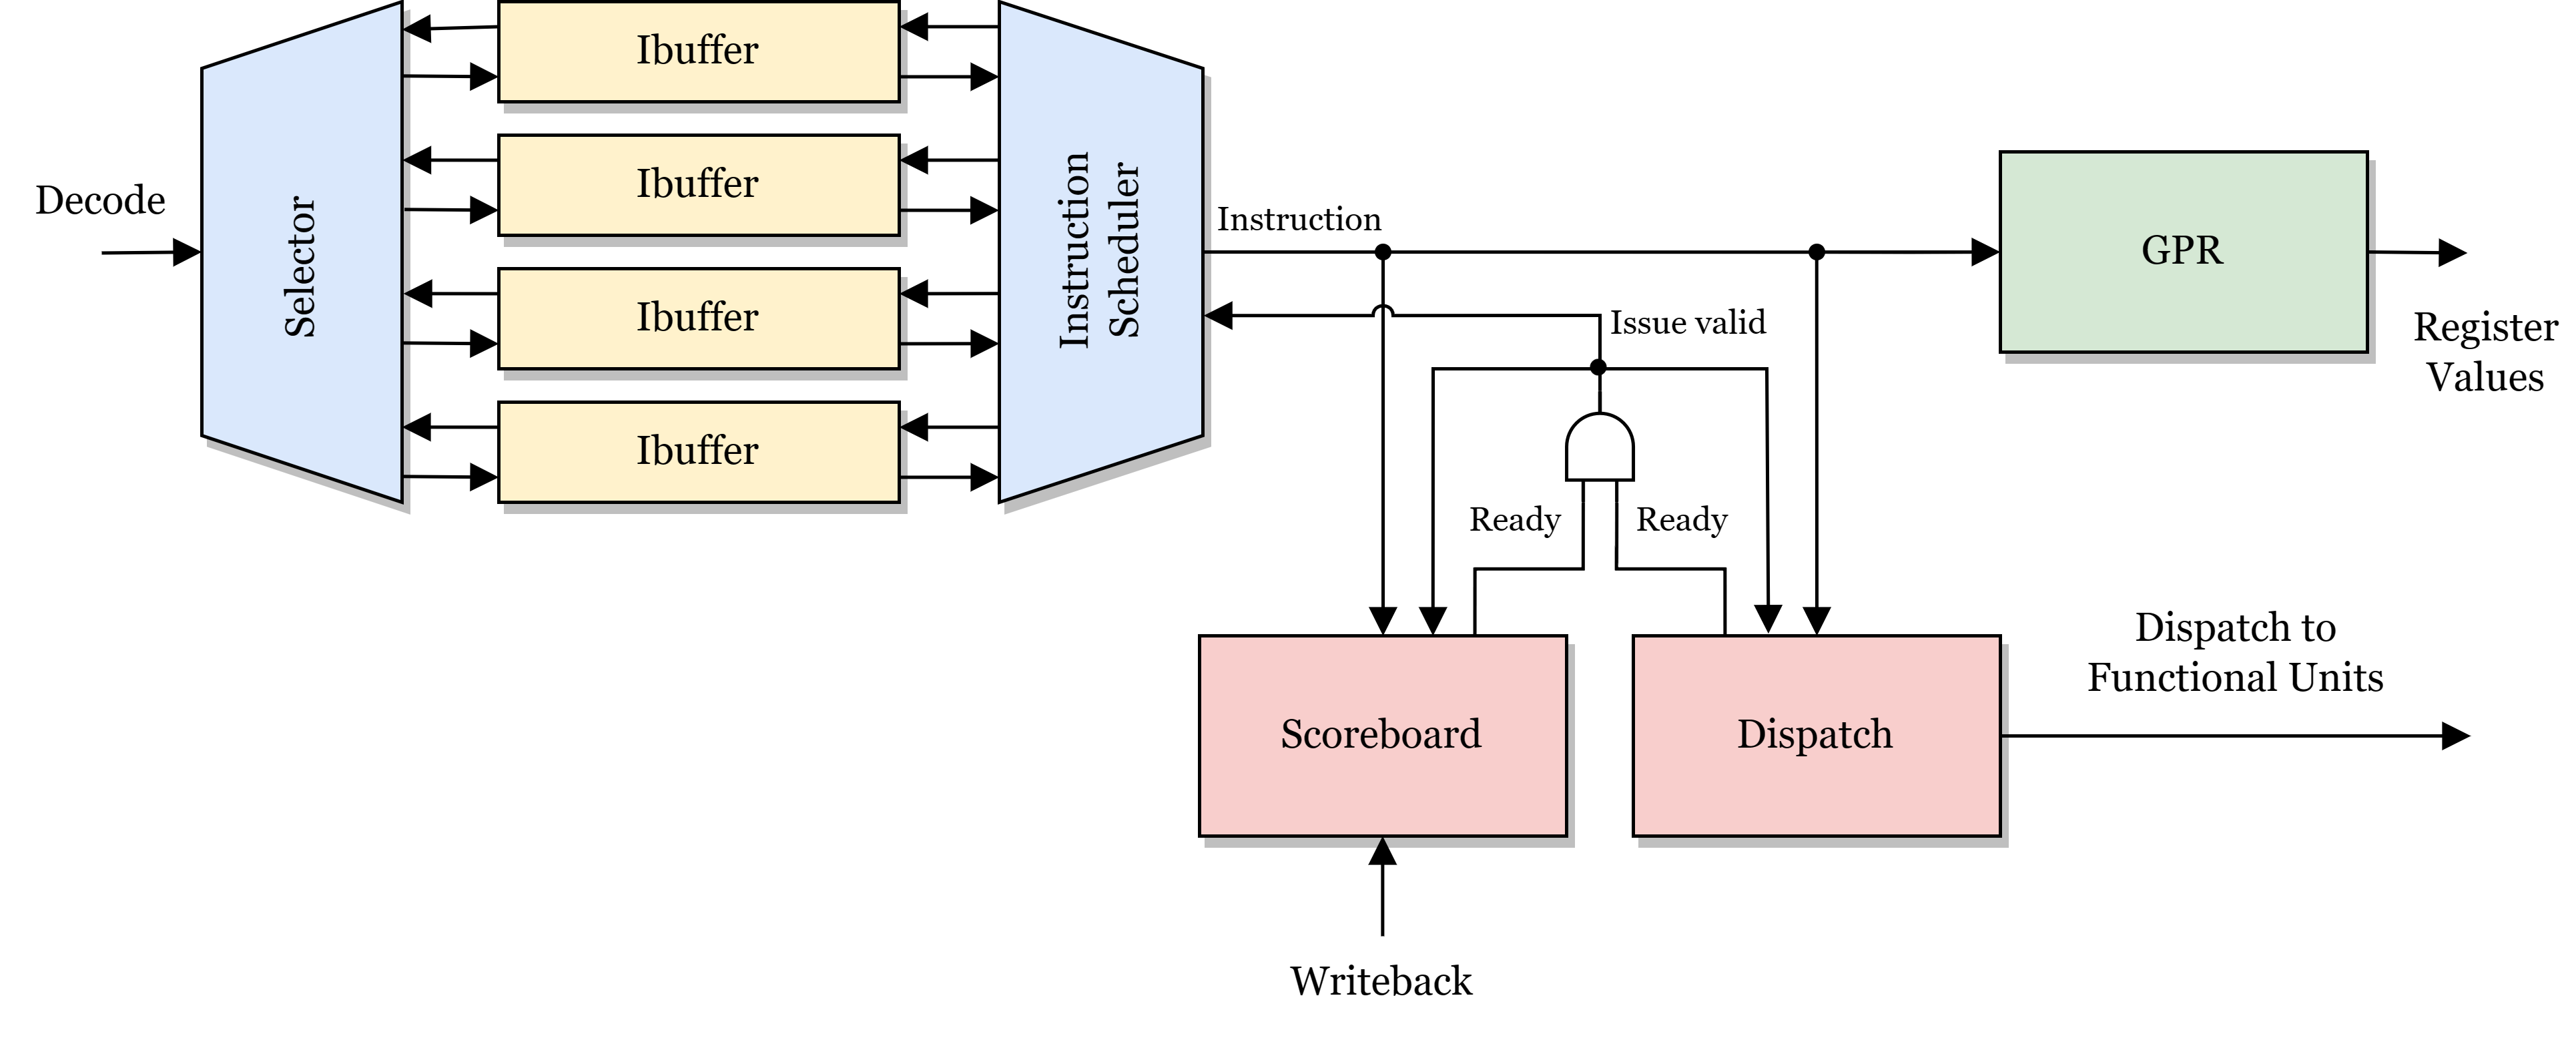 Decode
Selector
Ibuffer
Ibuffer
Ibuffer
Ibuffer
Instruction
Scheduler
Instruction
Issue valid
Ready
Ready
GPR
Register
Values
Scoreboard
Dispatch
Dispatch to
Functional Units
Writeback